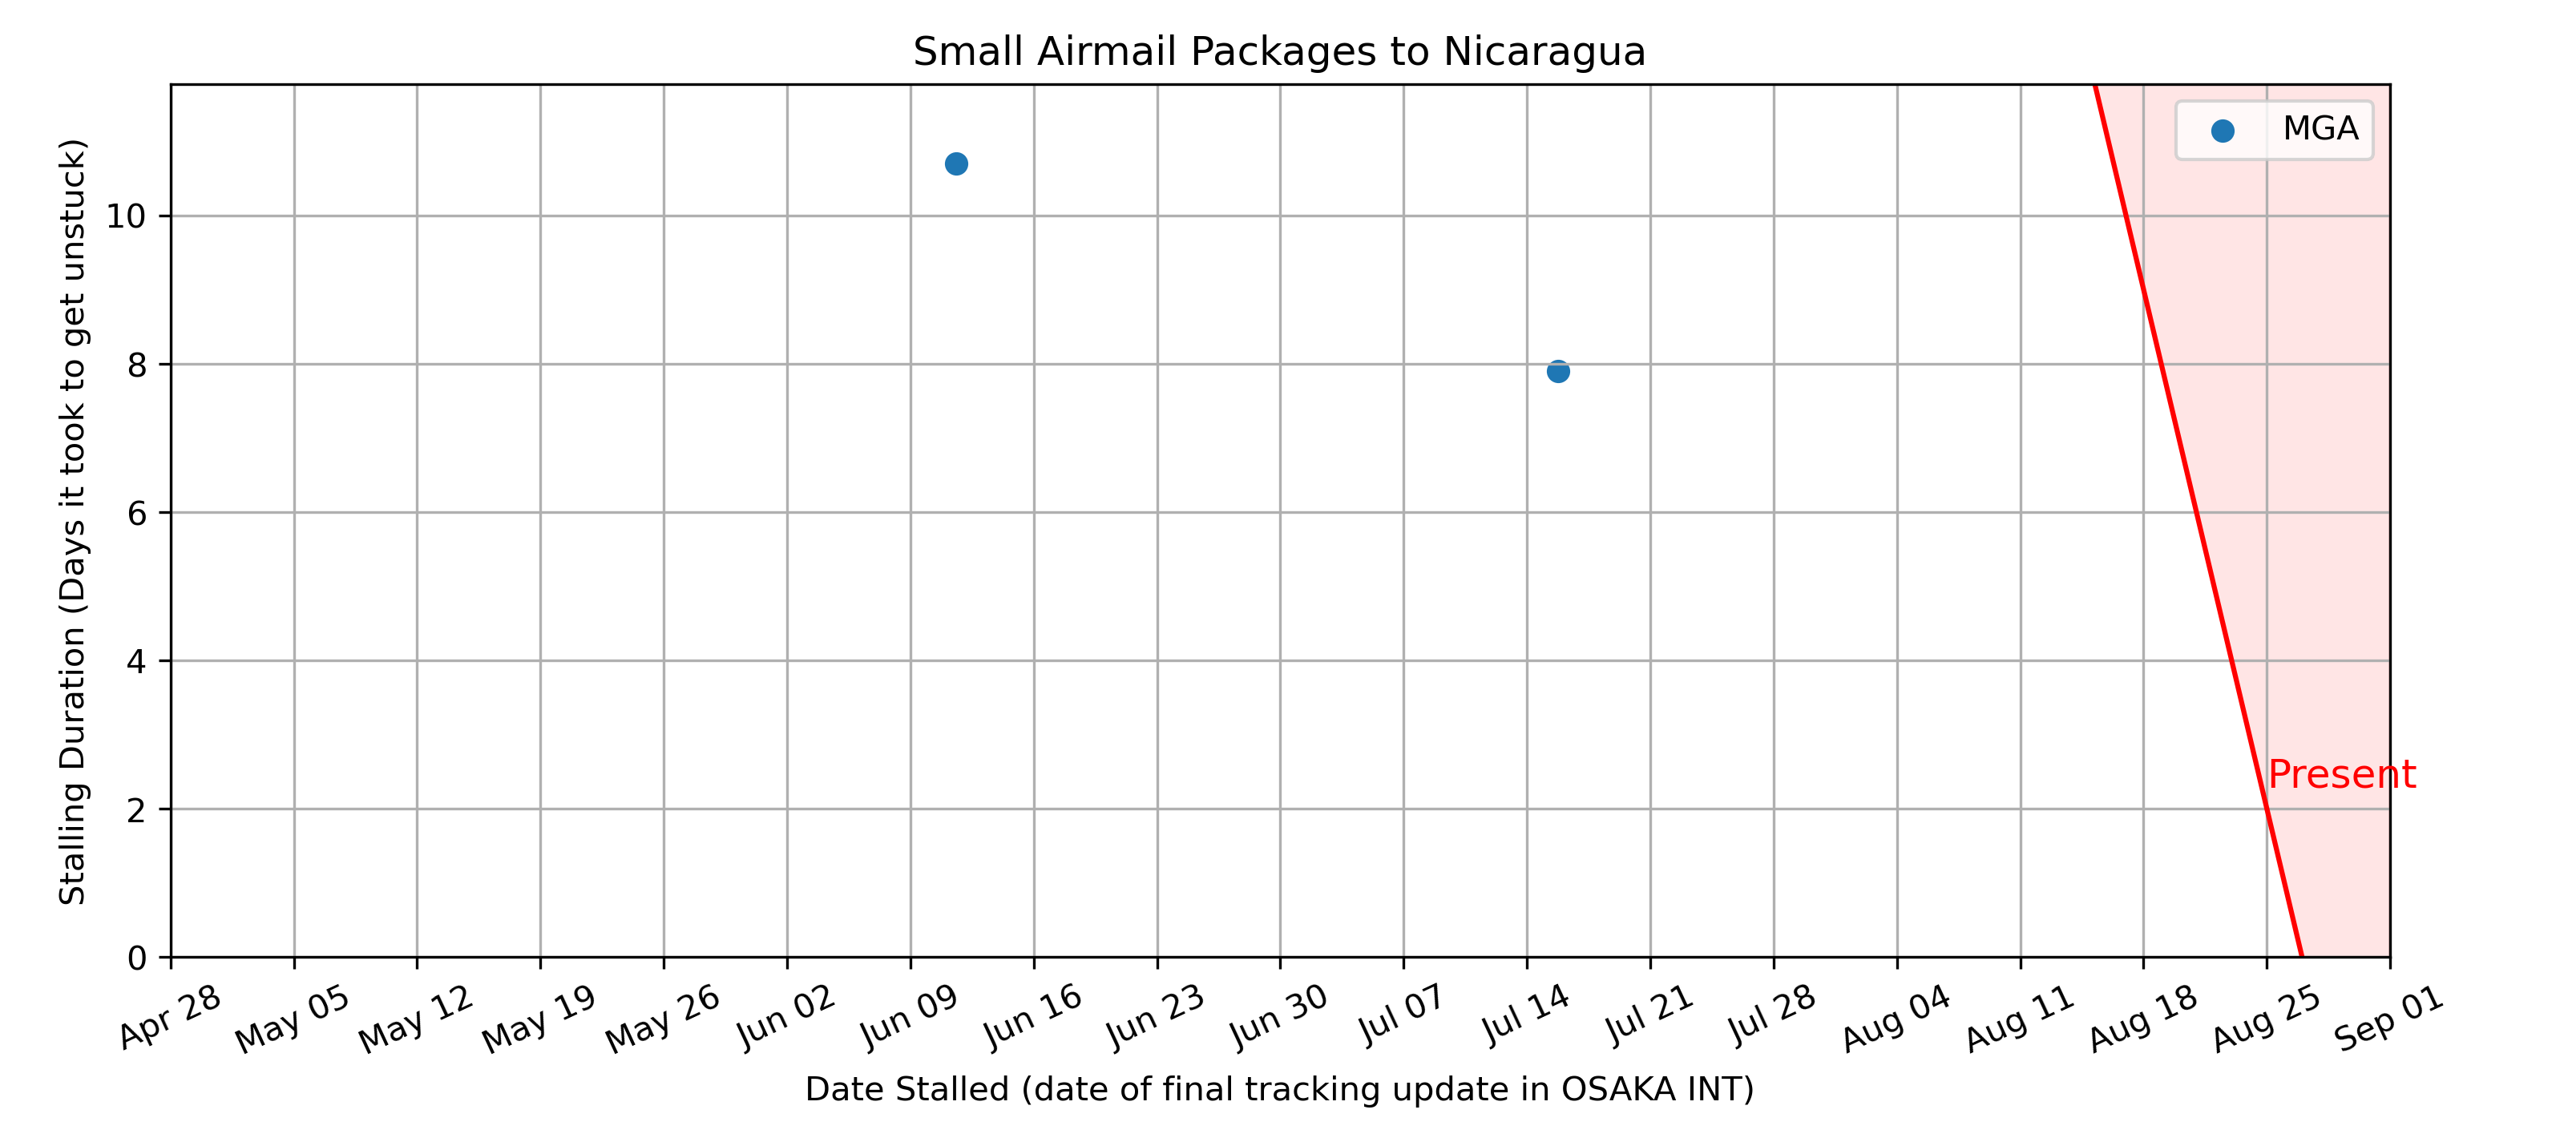 Small Airmail Packages to Nicaragua
MGA
Stalling Duration (Days it took to get unstuck)
10
8
6
4
2
0
Present
Apr 28 May 05 May 12 May 19 May 26 Jun 02 Jun 09 Jun 16 Jun 23 Jun 30 Jul 07 Jul 14 Jul 21 Jul 28 Aug 04 Aug 11 Aug 18 Aug 25 Sep 01
Date Stalled (date of final tracking update in OSAKA INT)